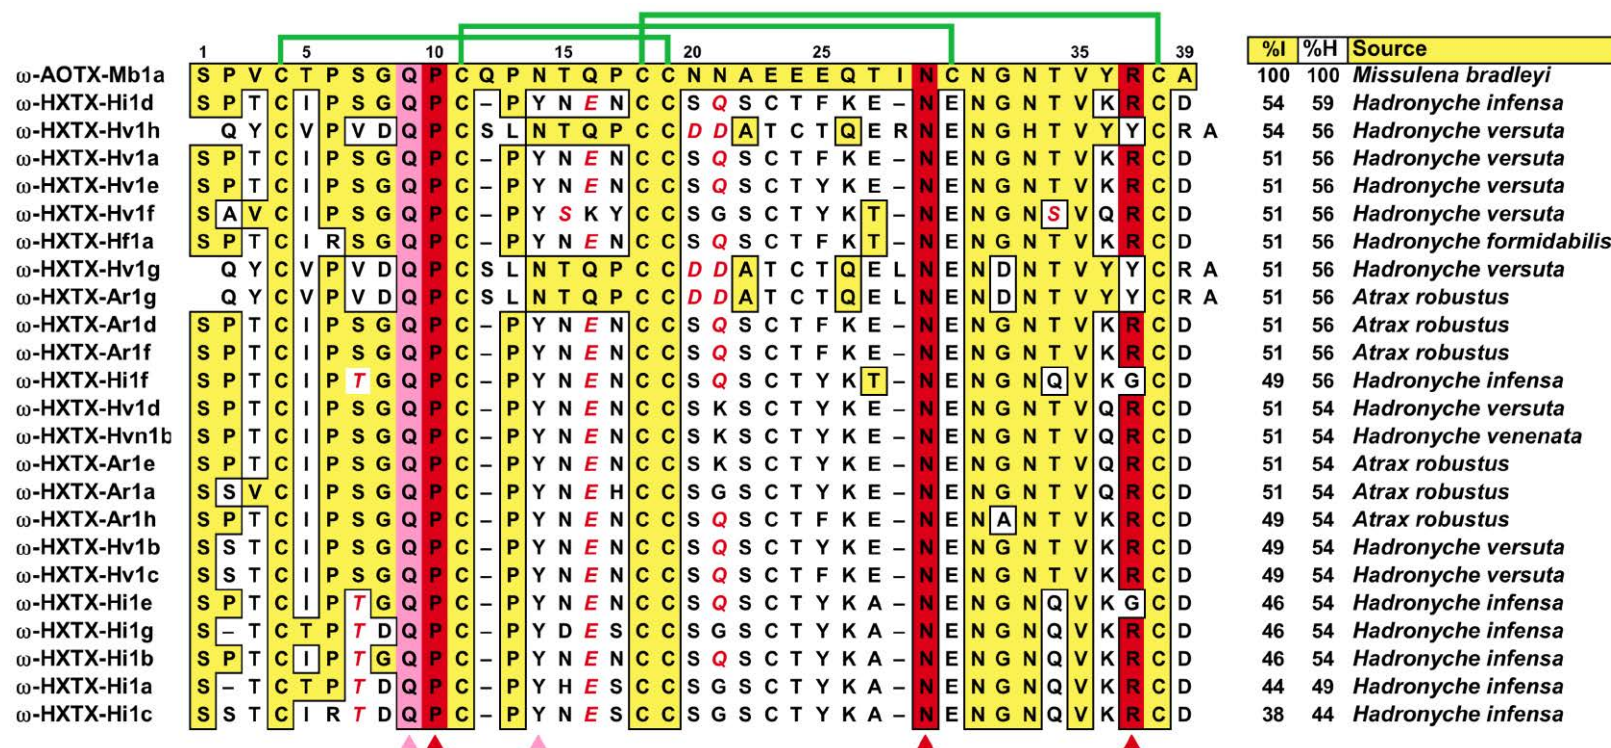 1 5 10 15 20 25 35 39 %I %H Source
ω-AOTX-Mb1a S P V C T P S G Q P C Q P N T Q P C C N N A E E E Q T I N C N G N T V Y R C A 100 100 Missulena bradleyi
ω-HXTX-Hi1d S P T C I P S G Q P C – P Y N E N C C S Q S C T F K E – N E N G N T V K R C D 54 59 Hadronyche infensa
ω-HXTX-Hv1h Q Y C V P V D Q P C S L N T Q P C C D D A T C T Q E R N E N G H T V Y Y C R A 54 56 Hadronyche versuta
ω-HXTX-Hv1a S P T C I P S G Q P C – P Y N E N C C S Q S C T F K E – N E N G N T V K R C D 51 56 Hadronyche versuta
ω-HXTX-Hv1e S P T C I P S G Q P C – P Y N E N C C S Q S C T Y K E – N E N G N T V K R C D 51 56 Hadronyche versuta
ω-HXTX-Hv1f S A V C I P S G Q P C – P Y S K Y C C S G S C T Y K T – N E N G N S V Q R C D 51 56 Hadronyche versuta
ω-HXTX-Hf1a S P T C I R S G Q P C – P Y N E N C C S Q S C T F K T – N E N G N T V K R C D 51 56 Hadronyche formidabilis
ω-HXTX-Hv1g Q Y C V P V D Q P C S L N T Q P C C D D A T C T Q E L N E N D N T V Y Y C R A 51 56 Hadronyche versuta
ω-HXTX-Ar1g Q Y C V P V D Q P C S L N T Q P C C D D A T C T Q E L N E N D N T V Y Y C R A 51 56 Atrax robustus
ω-HXTX-Ar1d S P T C I P S G Q P C – P Y N E N C C S Q S C T F K E – N E N G N T V K R C D 51 56 Atrax robustus
ω-HXTX-Ar1f S P T C I P S G Q P C – P Y N E N C C S Q S C T F K E – N E N G N T V K R C D 51 56 Atrax robustus
ω-HXTX-Hi1f S P T C I P T G Q P C – P Y N E N C C S Q S C T Y K T – N E N G N Q V K G C D 49 56 Hadronyche infensa
ω-HXTX-Hv1d S P T C I P S G Q P C – P Y N E N C C S K S C T Y K E – N E N G N T V Q R C D 51 54 Hadronyche versuta
ω-HXTX-Hvn1b S P T C I P S G Q P C – P Y N E N C C S K S C T Y K E – N E N G N T V Q R C D 51 54 Hadronyche venenata
ω-HXTX-Ar1e S P T C I P S G Q P C – P Y N E N C C S K S C T Y K E – N E N G N T V Q R C D 51 54 Atrax robustus
ω-HXTX-Ar1a S S V C I P S G Q P C – P Y N E H C C S G S C T Y K E – N E N G N T V Q R C D 51 54 Atrax robustus
ω-HXTX-Ar1h S P T C I P S G Q P C – P Y N E N C C S Q S C T F K E – N E N A N T V K R C D 49 54 Atrax robustus
ω-HXTX-Hv1b S S T C I P S G Q P C – P Y N E N C C S Q S C T Y K E – N E N G N T V K R C D 49 54 Hadronyche versuta
ω-HXTX-Hv1c S S T C I P S G Q P C – P Y N E N C C S Q S C T F K E – N E N G N T V K R C D 49 54 Hadronyche versuta
ω-HXTX-Hi1e S P T C I P T G Q P C – P Y N E N C C S Q S C T Y K A – N E N G N Q V K G C D 46 54 Hadronyche infensa
ω-HXTX-Hi1g S – T C T P T D Q P C – P Y D E S C C S G S C T Y K A – N E N G N Q V K R C D 46 54 Hadronyche infensa
ω-HXTX-Hi1b S P T C I P T G Q P C – P Y N E N C C S Q S C T Y K A – N E N G N Q V K R C D 46 54 Hadronyche infensa
ω-HXTX-Hi1a S – T C T P T D Q P C – P Y H E S C C S G S C T Y K A – N E N G N Q V K R C D 44 49 Hadronyche infensa
ω-HXTX-Hi1c S S T C I R T D Q P C – P Y N E S C C S G S C T Y K A – N E N G N Q V K R C D 38 44 Hadronyche infensa